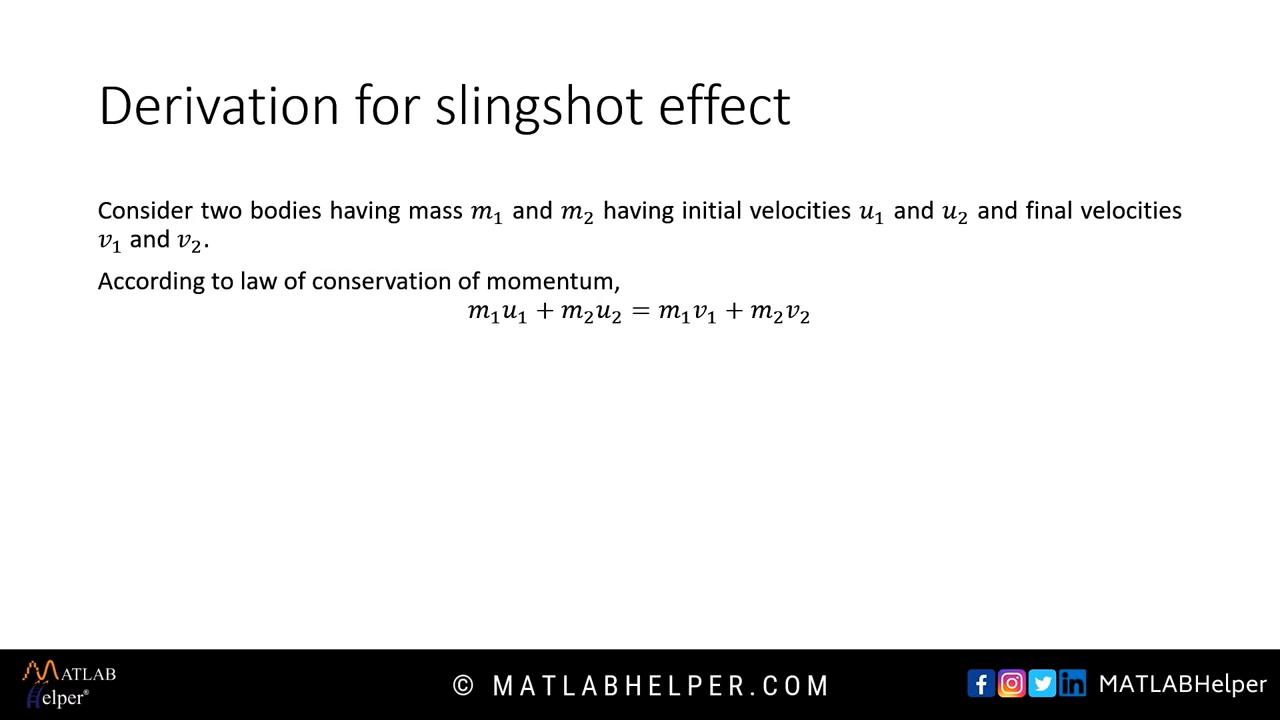 Derivation for slingshot effect
Consider two bodies having mass 𝑚₁ and 𝑚₂ having initial velocities 𝑢₁ and 𝑢₂ and final velocities
𝑣₁ and 𝑣₂.
According to law of conservation of momentum,
𝑚₁𝑢₁ + 𝑚₂𝑢₂ = 𝑚₁𝑣₁ + 𝑚₂𝑣₂
MATLAB
Helper®
© MATLABHELPER.COM
MATLABHelper